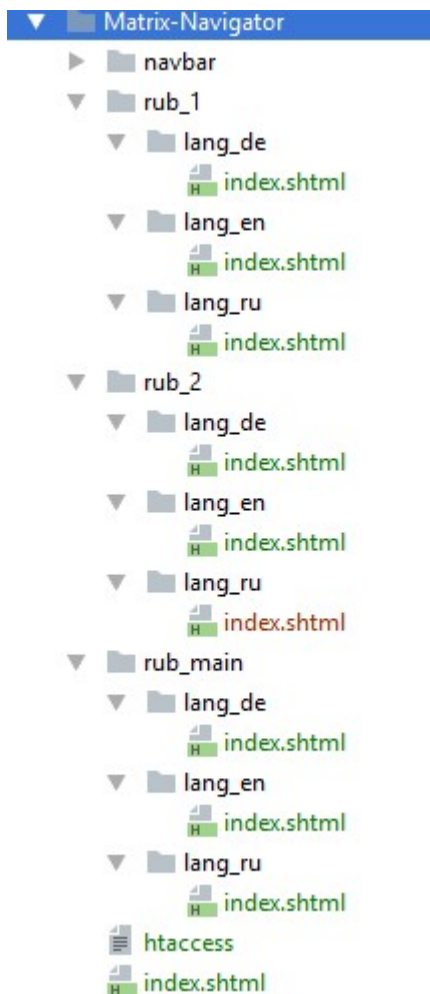 Matrix-Navigator
navbar
rub_1
lang_de
index.shtml
lang_en
index.shtml
lang_ru
index.shtml
rub_2
lang_de
index.shtml
lang_en
index.shtml
lang_ru
index.shtml
rub_main
lang_de
index.shtml
lang_en
index.shtml
lang_ru
index.shtml
htaccess
index.shtml